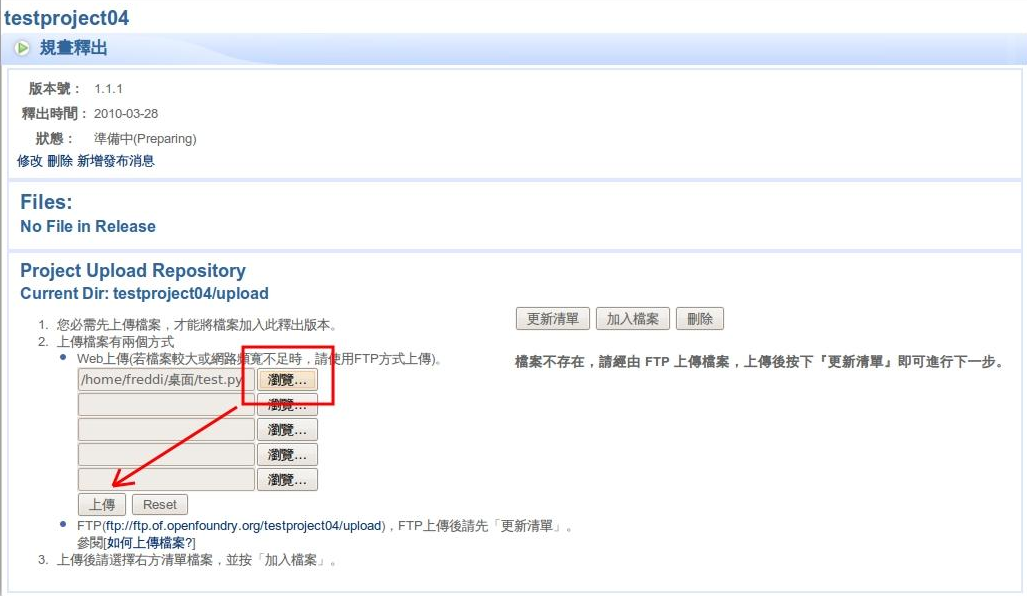 testproject04
規畫釋出
版本號： 1.1.1
釋出時間： 2010-03-28
狀態： 準備中(Preparing)
修改 刪除 新增發布消息
Files:
No File in Release
Project Upload Repository
Current Dir: testproject04/upload
1. 您必需先上傳檔案，才能將檔案加入此釋出版本。
2. 上傳檔案有兩個方式
Web上傳(若檔案較大或網路頻寬不足時，請使用FTP方式上傳)。
/home/freddi/桌面/test.py 瀏覽...
瀏覽...
瀏覽...
瀏覽...
瀏覽...
上傳 Reset
FTP(ftp://ftp.of.openfoundry.org/testproject04/upload)，FTP上傳後請先「更新清單」。
參閱[如何上傳檔案?]
3. 上傳後請選擇右方清單檔案，並按「加入檔案」。
更新清單 加入檔案 刪除
檔案不存在，請經由 FTP 上傳檔案，上傳後按下『更新清單』即可進行下一步。